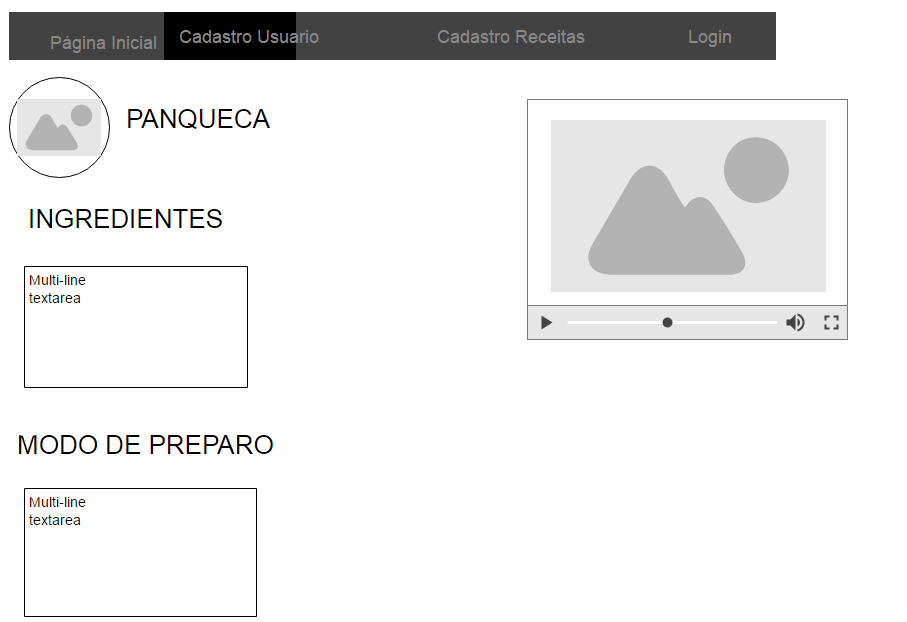 Página Inicial Cadastro Usuario Cadastro Receitas Login
PANQUECA
INGREDIENTES
Multi-line
textarea
MODO DE PREPARO
Multi-line
textarea